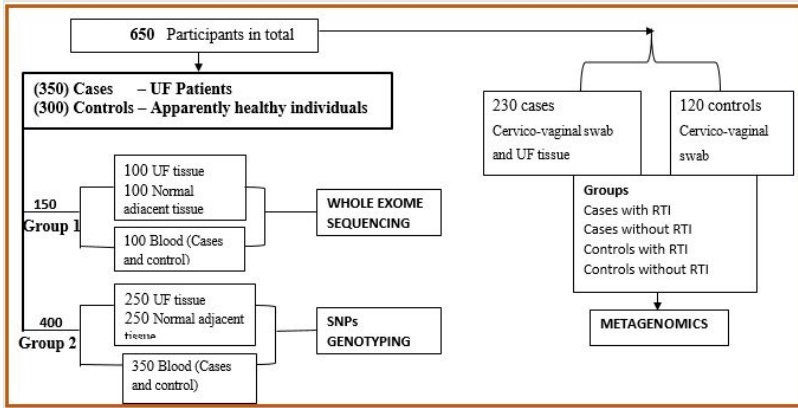 650 Participants in total
(350) Cases – UF Patients
(300) Controls – Apparently healthy individuals
150
Group 1
100 UF tissue
100 Normal
adjacent tissue
100 Blood (Cases
and control)
WHOLE EXOME
SEQUENCING
400
Group 2
250 UF tissue
250 Normal adjacent
tissue
350 Blood (Cases
and control)
SNPs
GENOTYPING
230 cases
Cervico-vaginal swab
and UF tissue
120 controls
Cervico-vaginal
swab
Groups
Cases with RTI
Cases without RTI
Controls with RTI
Controls without RTI
METAGENOMICS